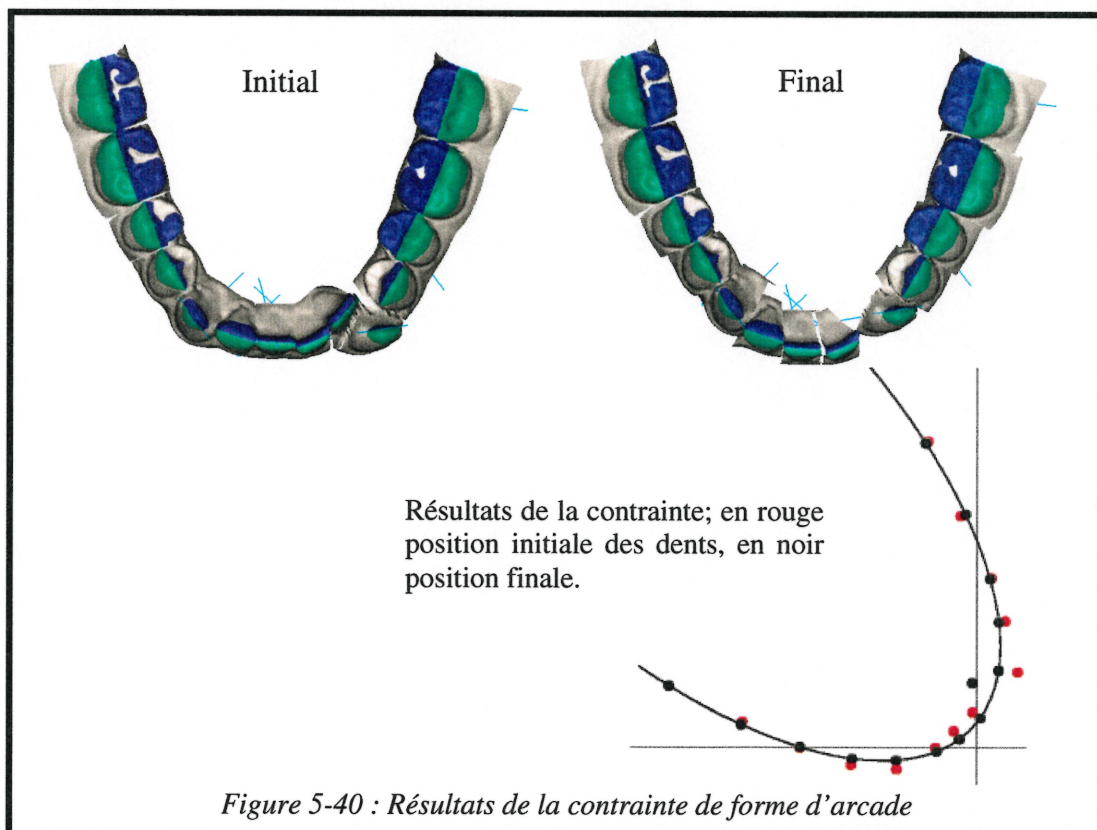 Initial
Final
Résultats de la contrainte; en rouge
position initiale des dents, en noir
position finale.
Figure 5-40 : Résultats de la contrainte de forme d'arcade